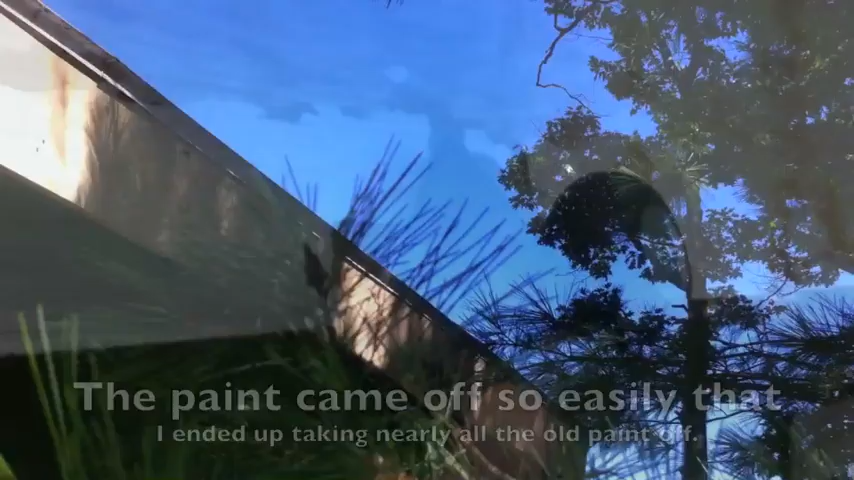 The paint came off so easily that
I ended up taking nearly all the old paint off.